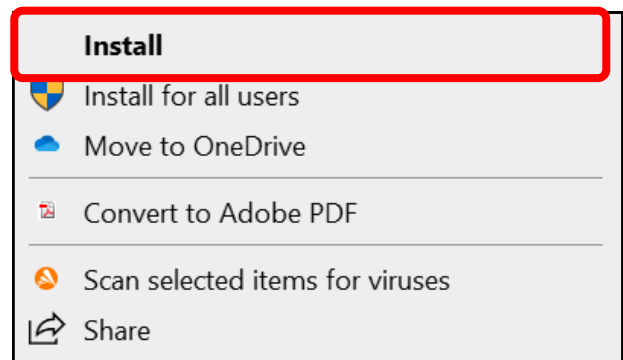 Install
Install for all users
Move to OneDrive
Convert to Adobe PDF
Scan selected items for viruses
Share